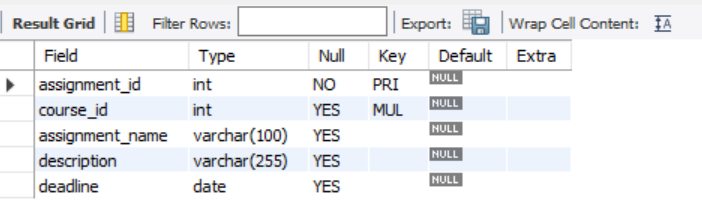 Result Grid Filter Rows: Export: Wrap Cell Content:
Field Type Null Key Default Extra
assignment_id int NO PRI NULL
course_id int YES MUL NULL
assignment_name varchar(100) YES NULL
description varchar(255) YES NULL
deadline date YES NULL